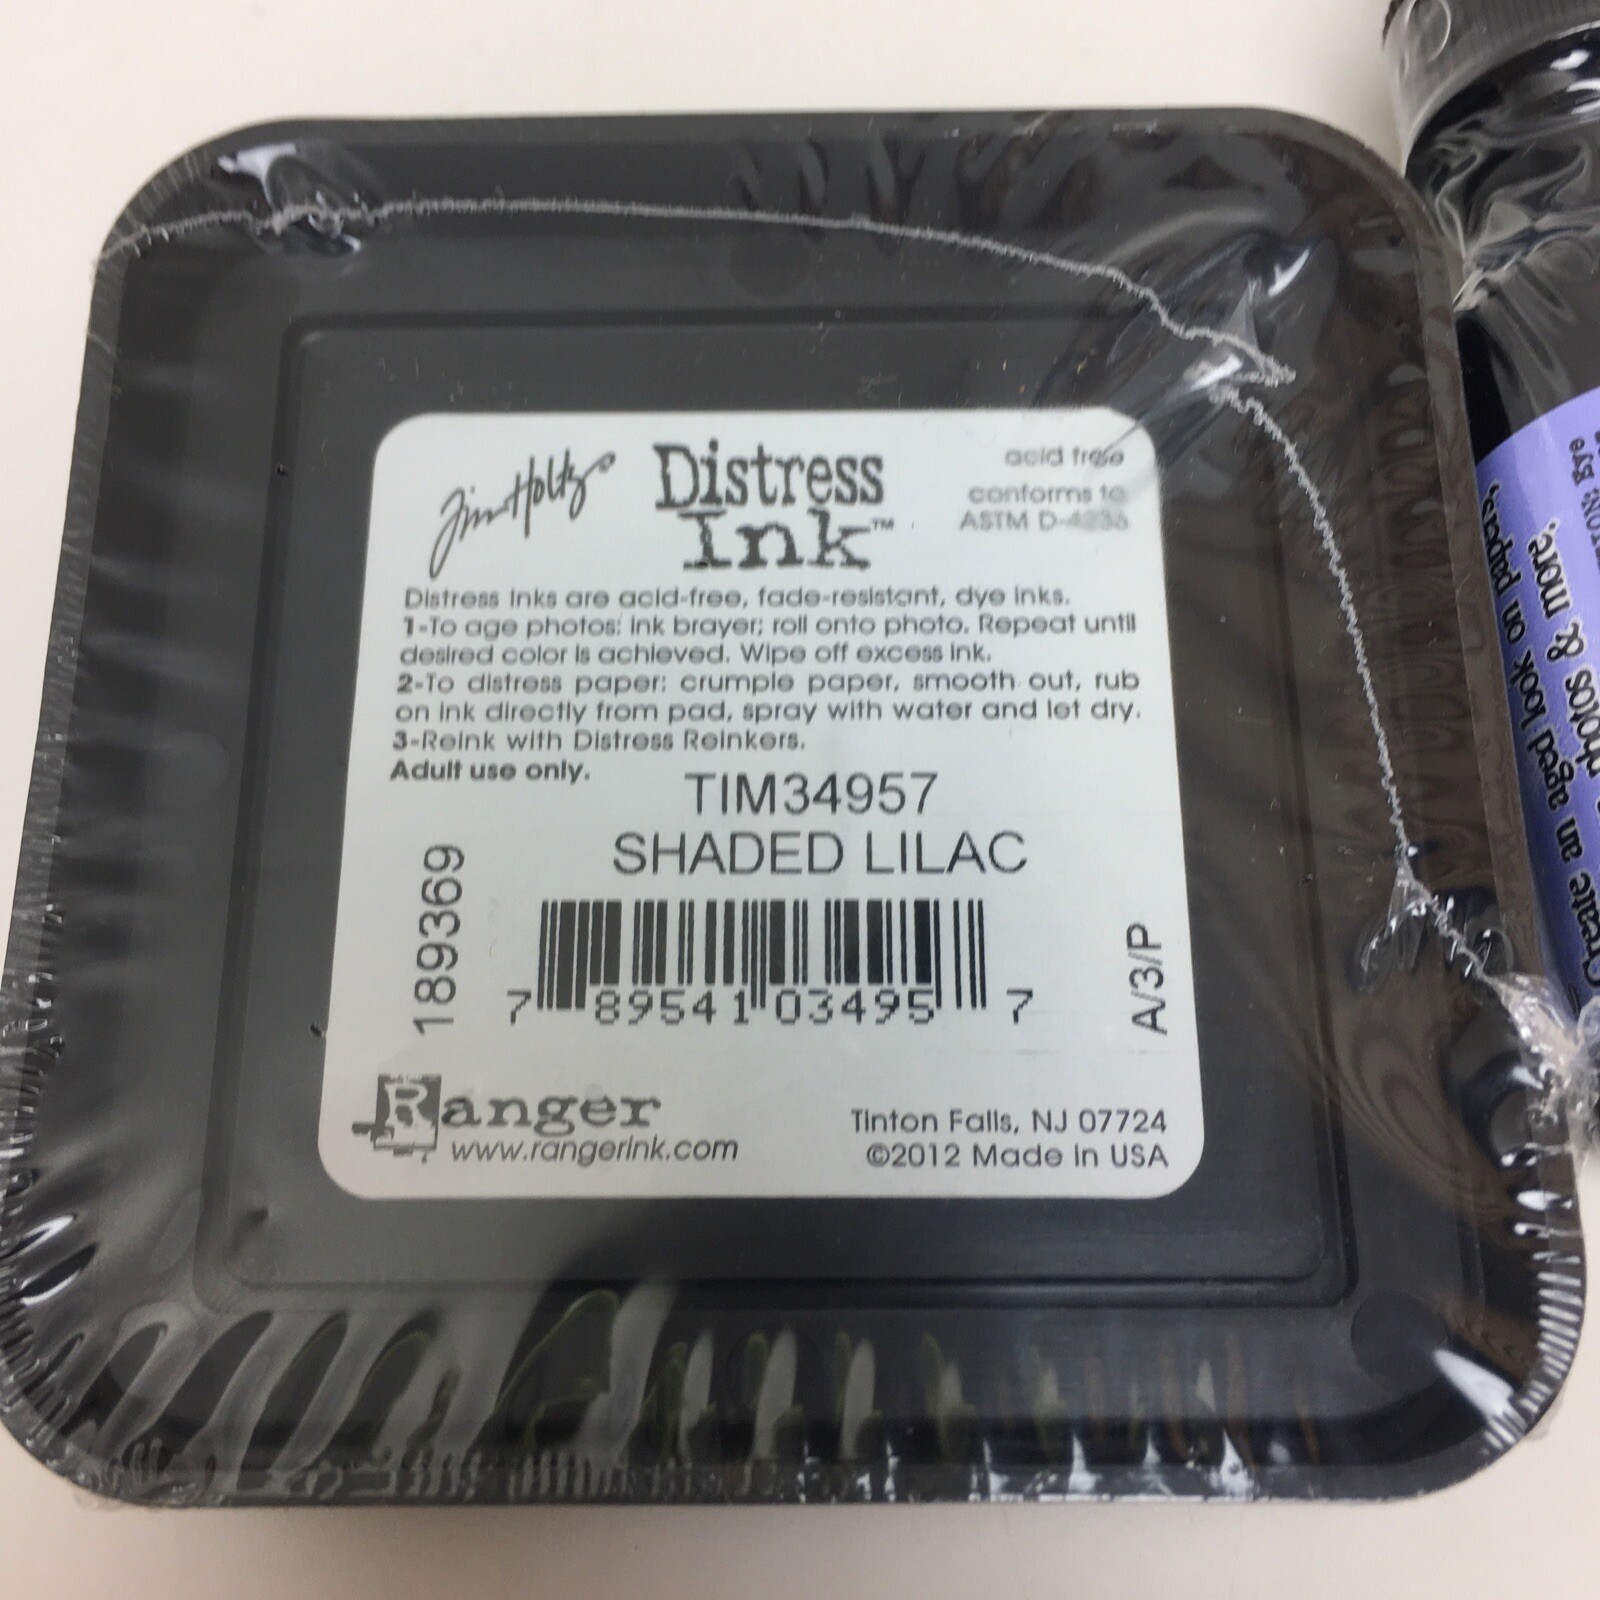 Tim Holtz
Distress
Ink™
acid free
conforms to
ASTM D-4236
Distress Inks are acid-free, fade-resistant, dye inks.
1-To age photos: ink brayer; roll onto photo. Repeat until
desired color is achieved. Wipe off excess ink.
2-To distress paper: crumple paper, smooth out, rub
on ink directly from pad, spray with water and let dry.
3-Reink with Distress Reinkers.
Adult use only.
TIM34957
SHADED LILAC
189369
7 89541 03495 7
A/3/P
Ranger
www.rangerink.com
Tinton Falls, NJ 07724
©2012 Made in USA
Create an aged look on papers,
photos & more.